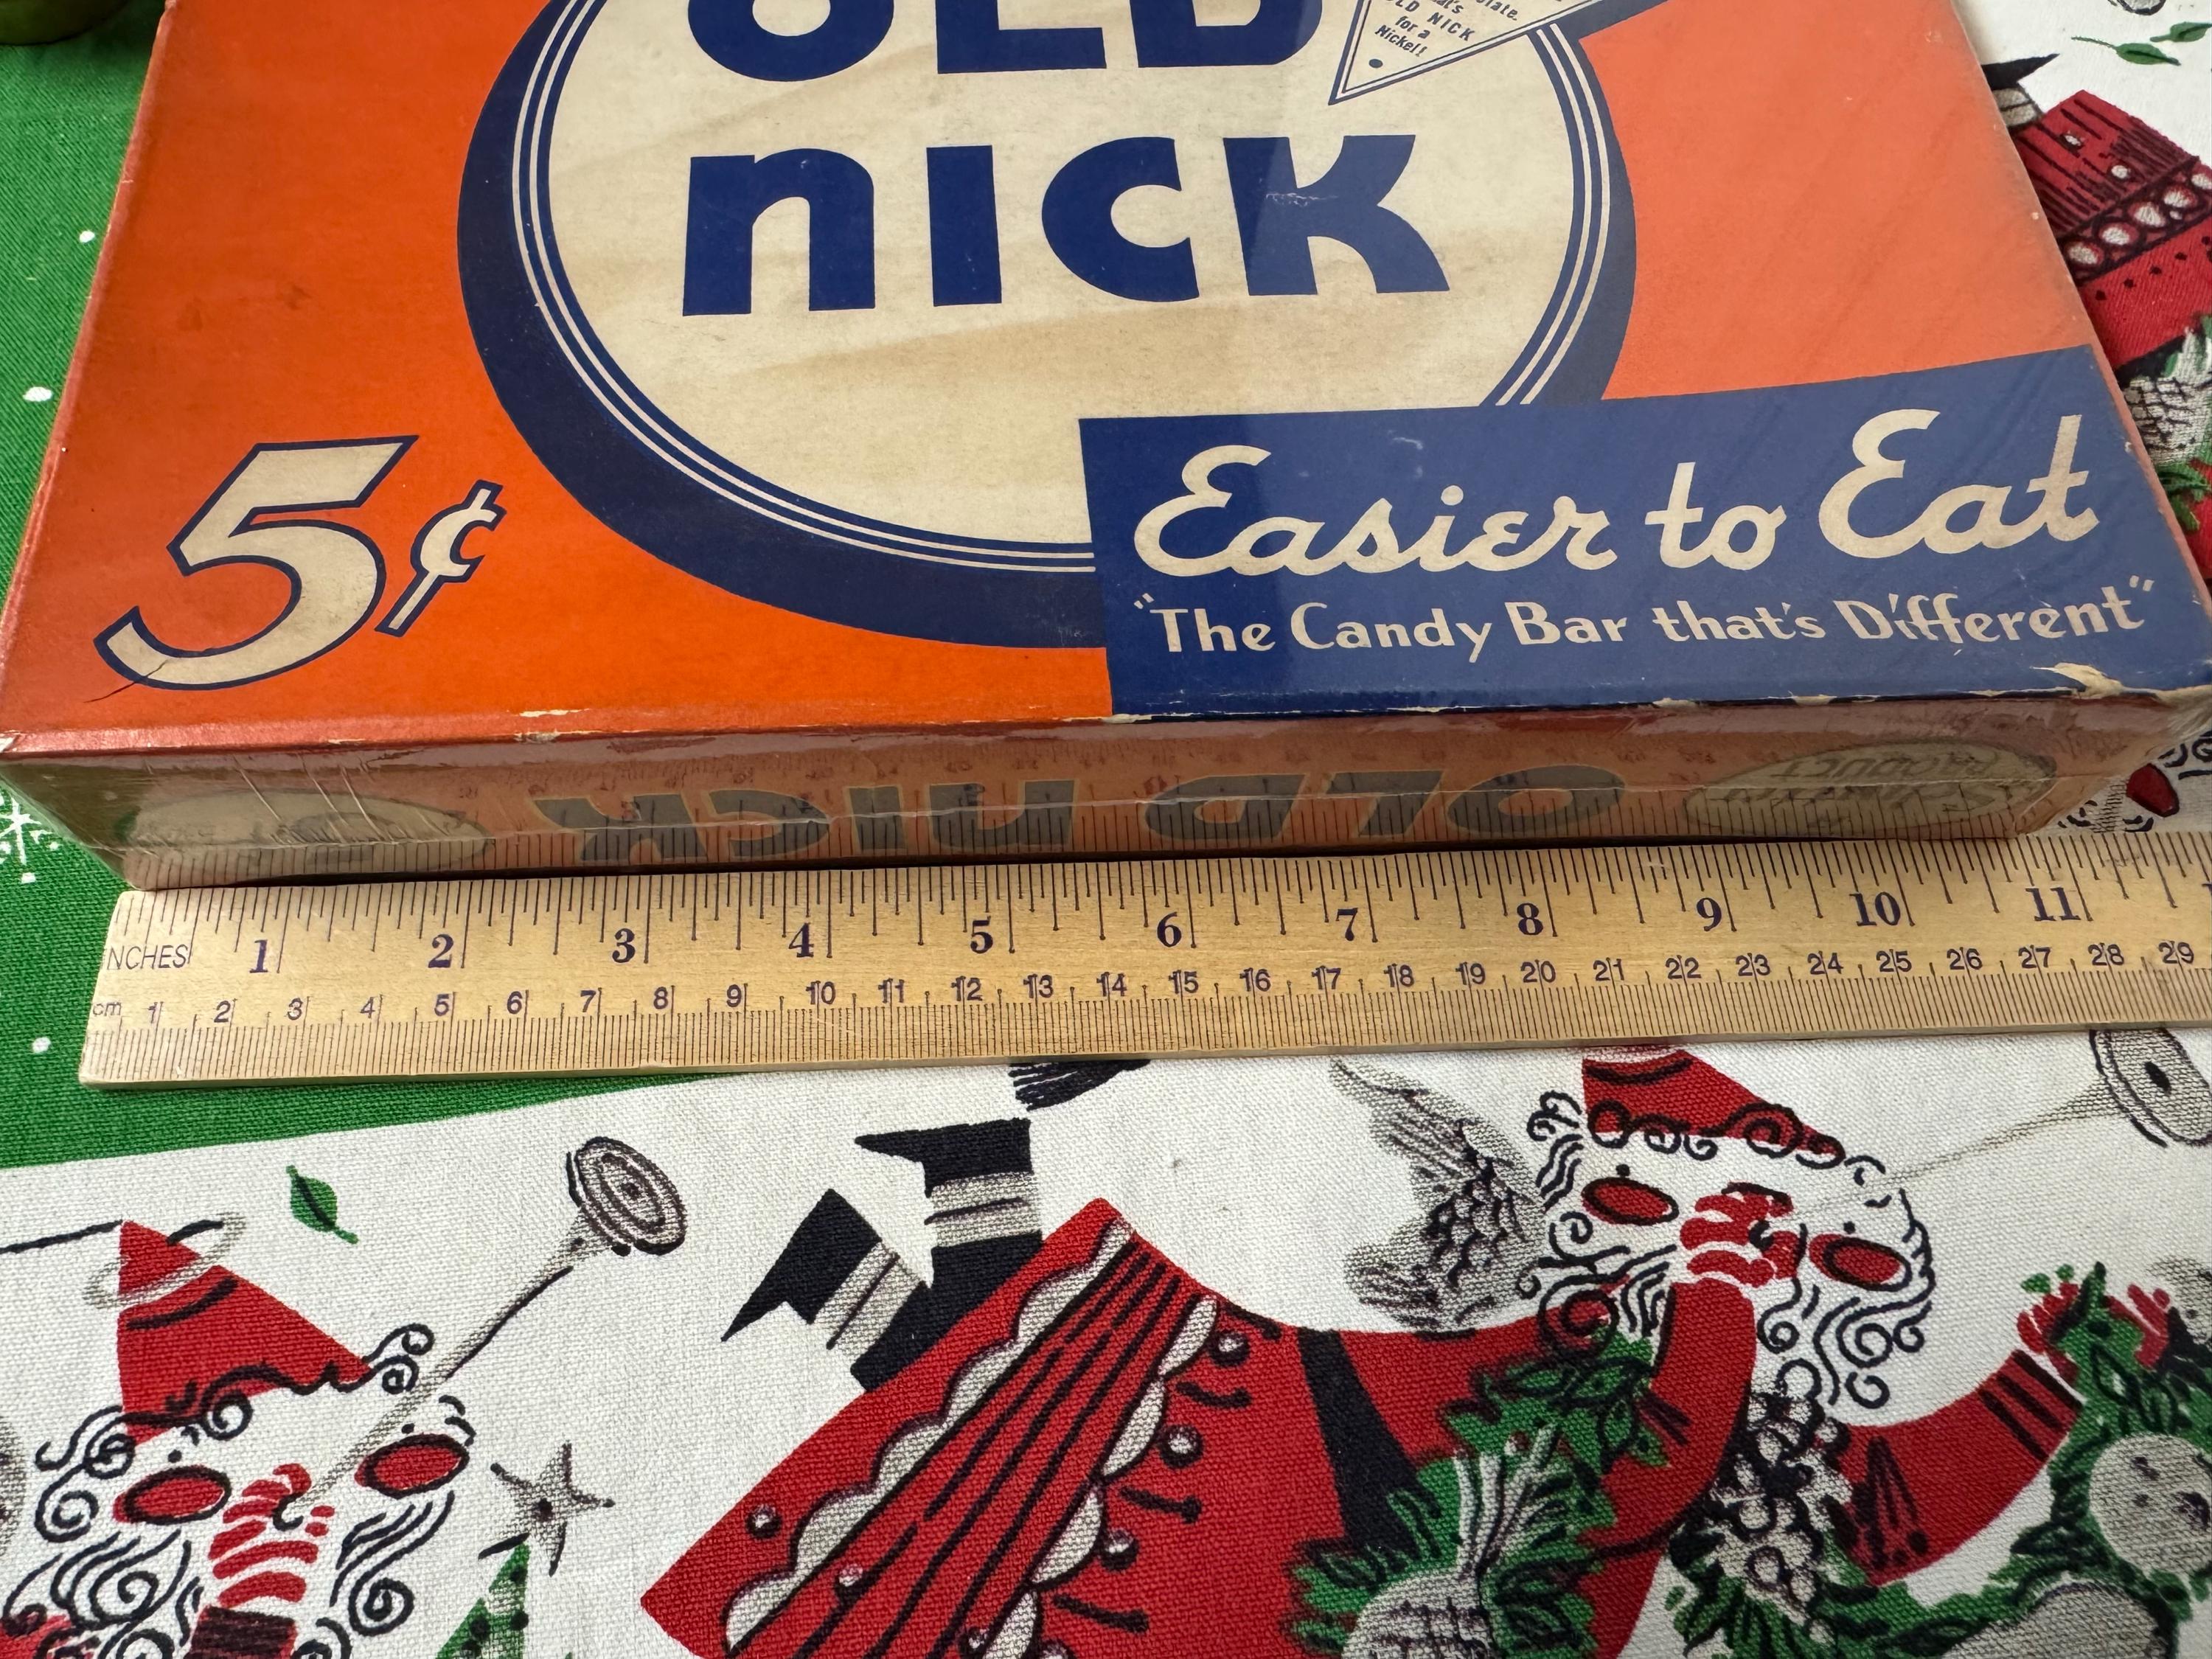 OLD
OLD NICK
for a
Nickel!
NICK
5¢
Easier to Eat
"The Candy Bar that's Different"
OLD NICK
PRODUCT
NCHES 1 2 3 4 5 6 7 8 9 10 11
cm 1 2 3 4 5 6 7 8 9 10 11 12 13 14 15 16 17 18 19 20 21 22 23 24 25 26 27 28 29